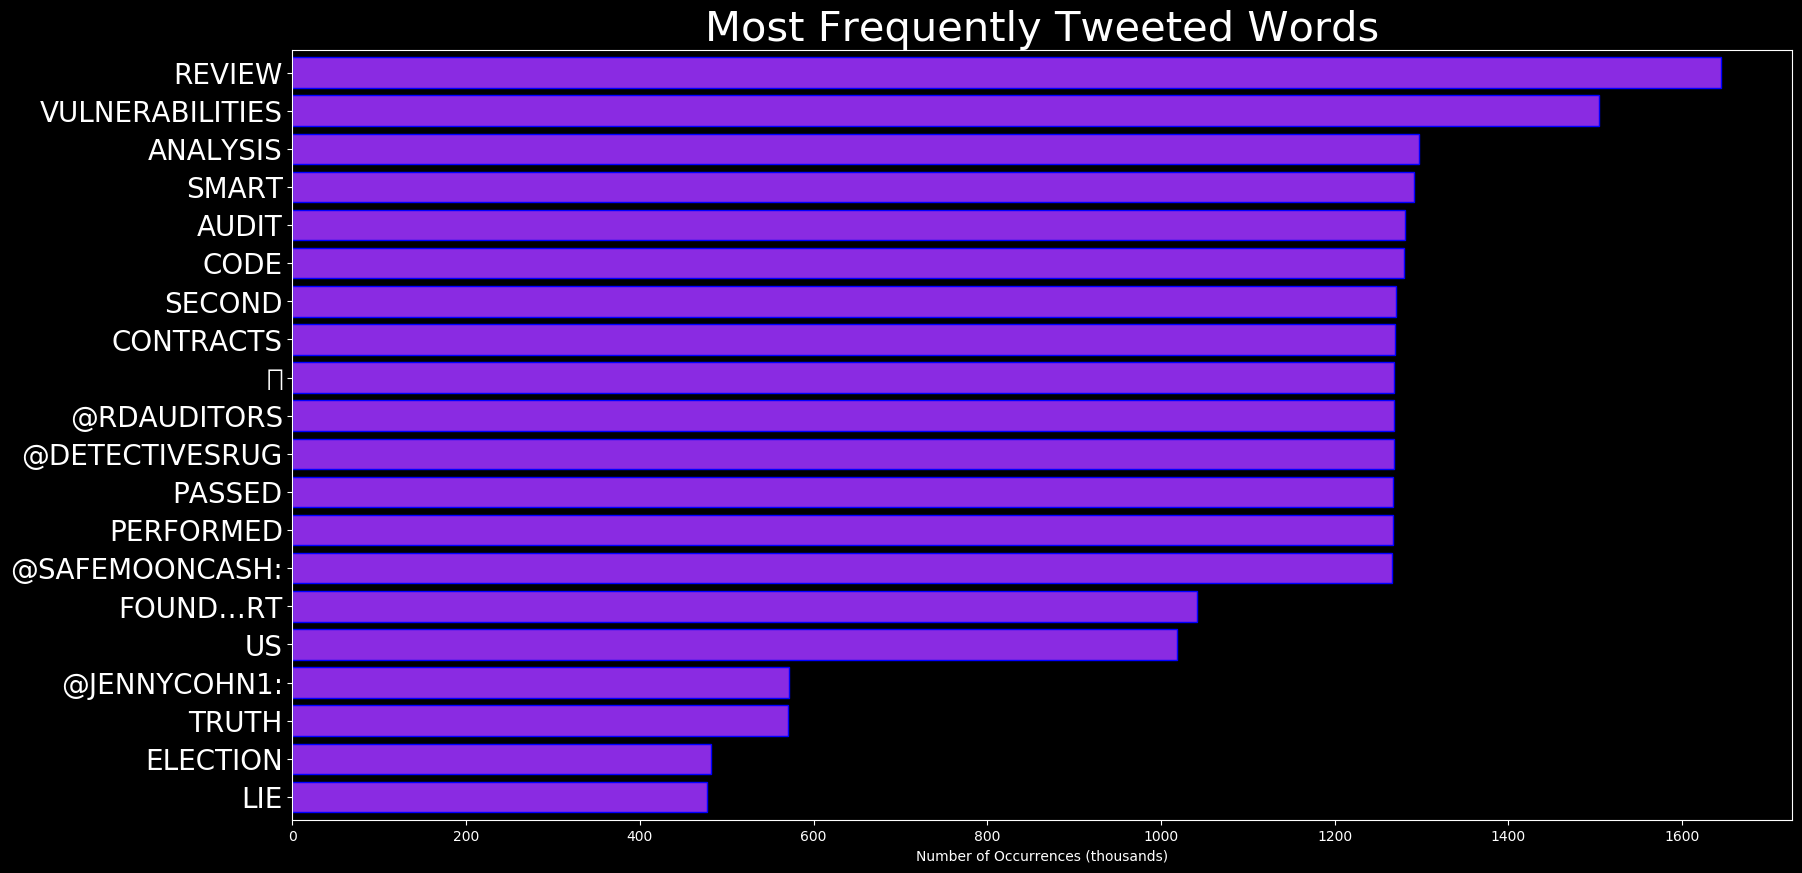 Most Frequently Tweeted Words
REVIEW
VULNERABILITIES
ANALYSIS
SMART
AUDIT
CODE
SECOND
CONTRACTS
@RDAUDITORS
@DETECTIVESRUG
PASSED
PERFORMED
@SAFEMOONCASH:
FOUND...RT
US
@JENNYCOHN1:
TRUTH
ELECTION
LIE
0 200 400 600 800 1000 1200 1400 1600
Number of Occurrences (thousands)